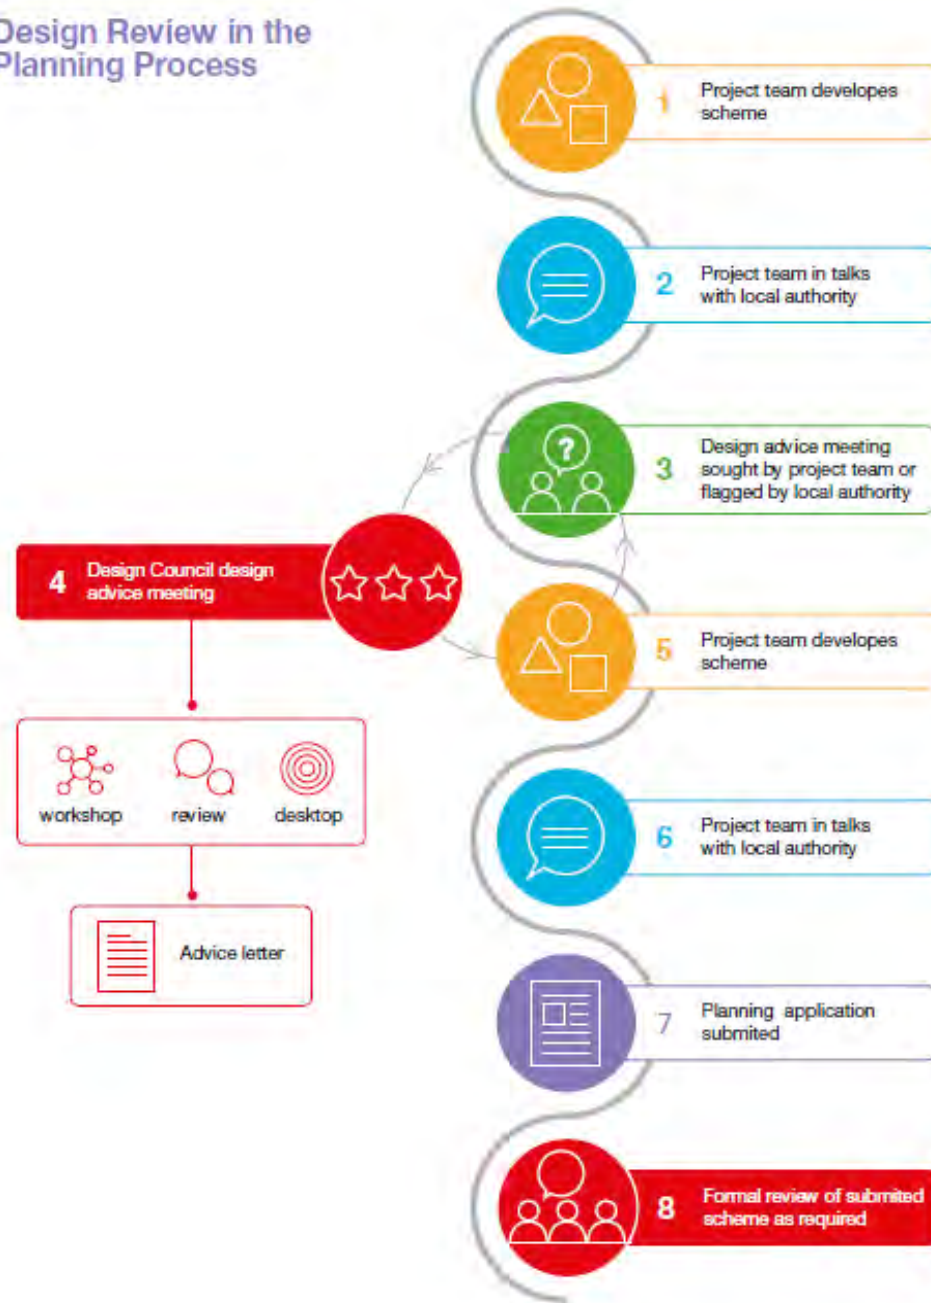 Design Review in the
Planning Process
1 Project team developes
scheme
2 Project team in talks
with local authority
?
3 Design advice meeting
sought by project team or
flagged by local authority
4 Design Council design
advice meeting
workshop review desktop
Advice letter
5 Project team developes
scheme
6 Project team in talks
with local authority
7 Planning application
submited
8 Formal review of submited
scheme as required